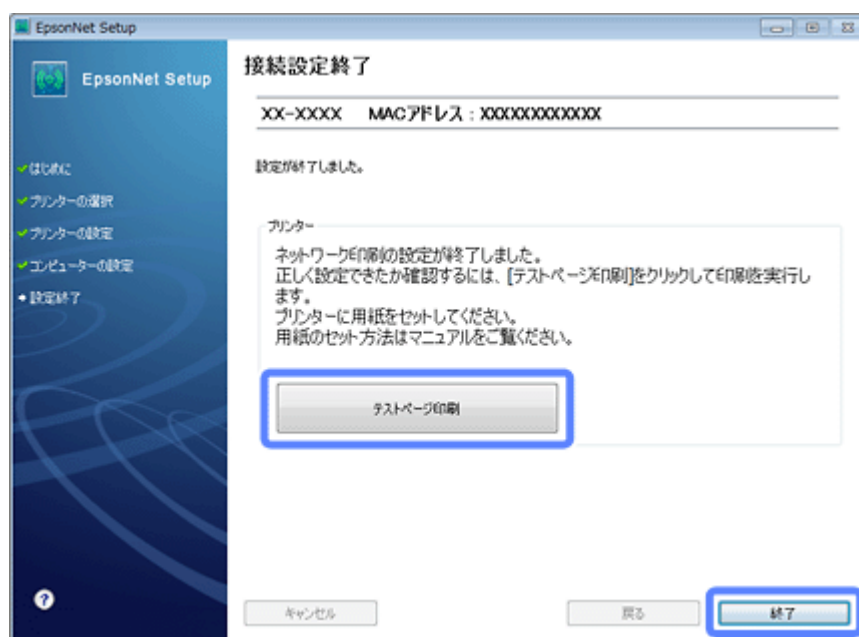 EpsonNet Setup
EpsonNet Setup
はじめに
プリンターの選択
プリンターの設定
コンピューターの設定
設定終了
接続設定終了
XX-XXXX MACアドレス : XXXXXXXXXXXX
設定が終了しました。
プリンター
ネットワーク印刷の設定が終了しました。
正しく設定できたか確認するには、[テストページ印刷]をクリックして印刷を実行し
ます。
プリンターに用紙をセットしてください。
用紙のセット方法はマニュアルをご覧ください。
テストページ印刷
?
キャンセル
戻る
終了